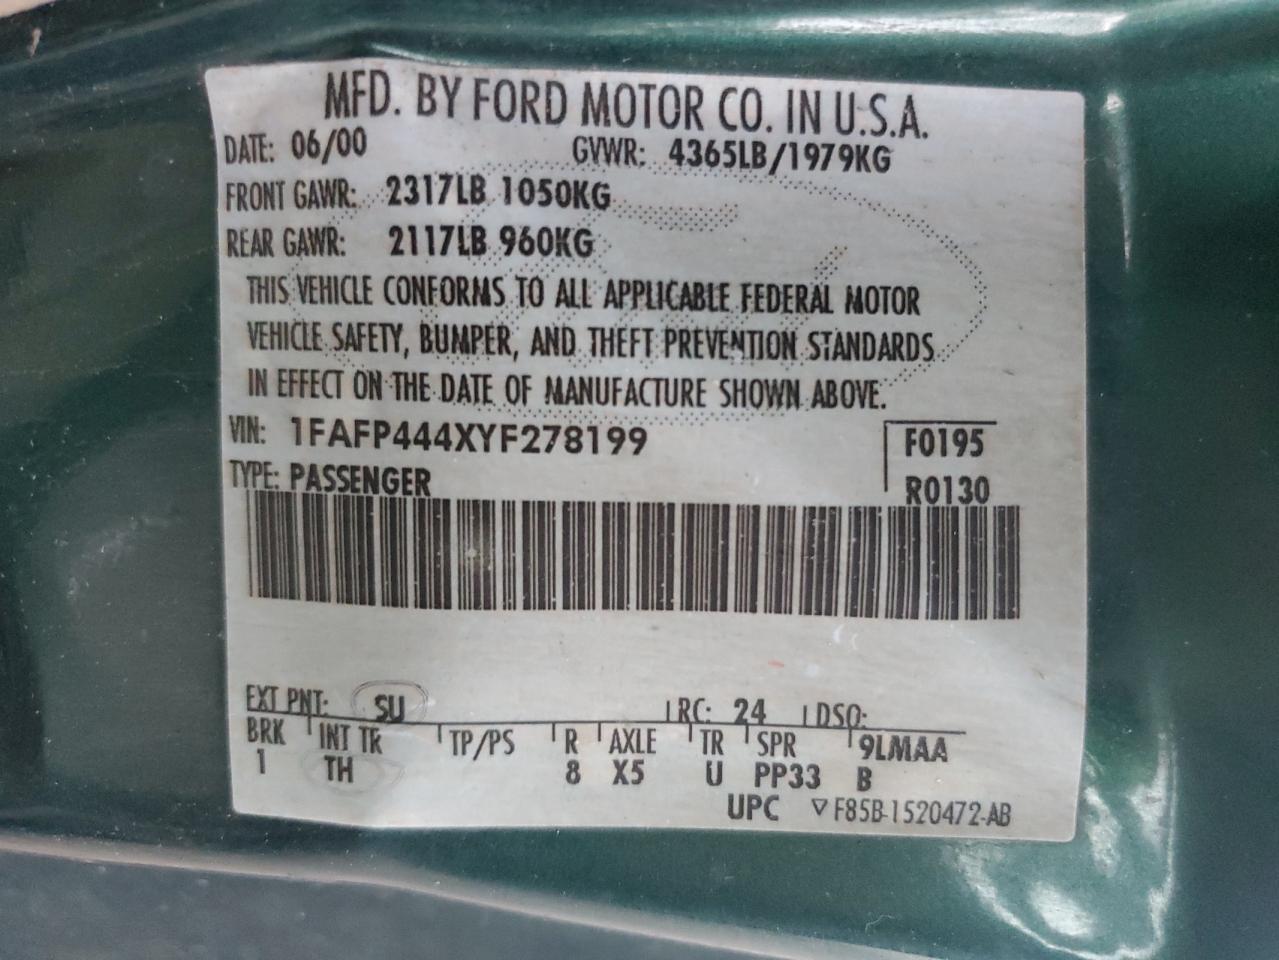 MFD. BY FORD MOTOR CO. IN U.S.A.
DATE: 06/00 GVWR: 4365LB/1979KG
FRONT GAWR: 2317LB 1050KG
REAR GAWR: 2117LB 960KG
THIS VEHICLE CONFORMS TO ALL APPLICABLE FEDERAL MOTOR
VEHICLE SAFETY, BUMPER, AND THEFT PREVENTION STANDARDS
IN EFFECT ON THE DATE OF MANUFACTURE SHOWN ABOVE.
VIN: 1FAFP444XYF278199 F0195
TYPE: PASSENGER R0130
EXT PNT: SU RC: 24 DSO:
BRK INT TR TP/PS R AXLE TR SPR 9LMAA
1 TH 8 X5 U PP33 B
UPC ▽ F85B-1520472-AB